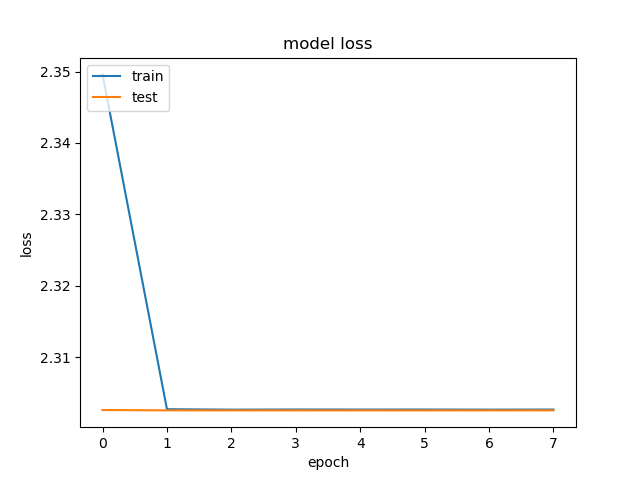 model loss
train
test
2.35
2.34
2.33
2.32
2.31
loss
0 1 2 3 4 5 6 7
epoch